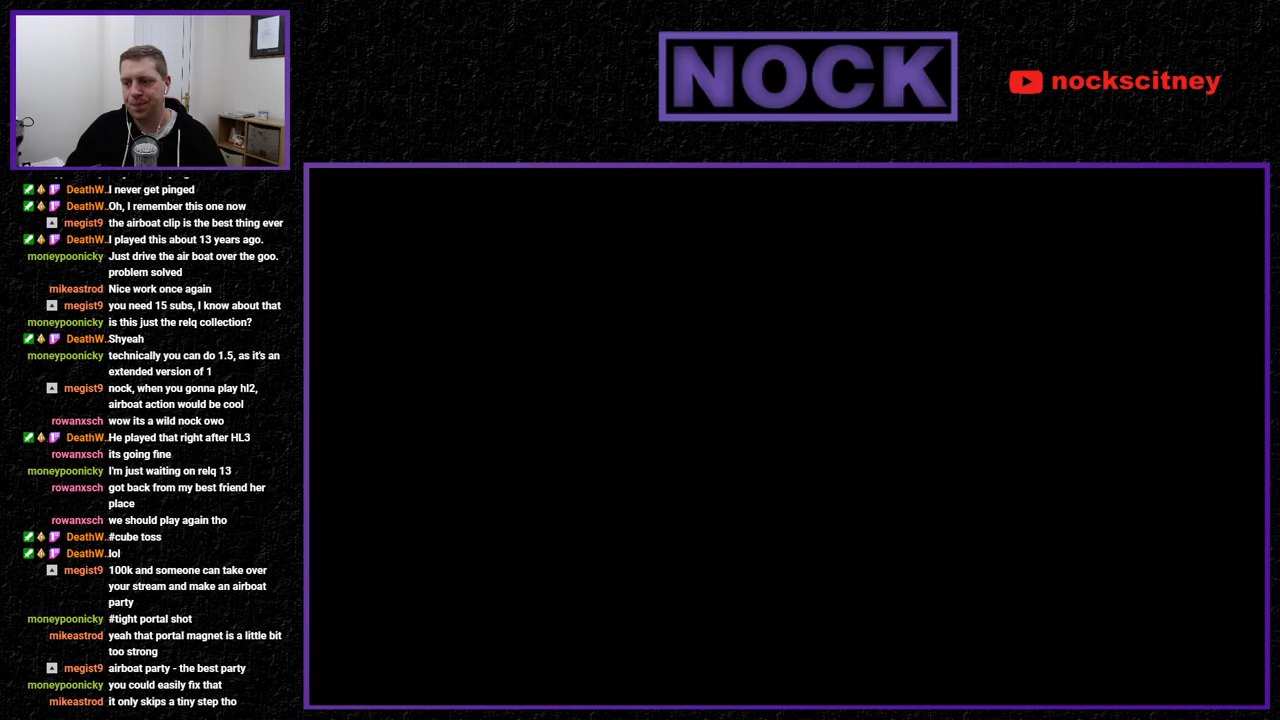 NOCK
nockscitney
DeathW.. I never get pinged
DeathW.. Oh, I remember this one now
megist9 the airboat clip is the best thing ever
DeathW.. I played this about 13 years ago.
moneypoonicky Just drive the air boat over the goo.
problem solved
mikeastrod Nice work once again
megist9 you need 15 subs, I know about that
moneypoonicky is this just the relq collection?
DeathW.. Shyeah
moneypoonicky technically you can do 1.5, as it's an
extended version of 1
megist9 nock, when you gonna play hl2,
airboat action would be cool
rowanxsch wow its a wild nock owo
DeathW.. He played that right after HL3
rowanxsch its going fine
moneypoonicky I'm just waiting on relq 13
rowanxsch got back from my best friend her
place
rowanxsch we should play again tho
DeathW.. #cube toss
DeathW.. lol
megist9 100k and someone can take over
your stream and make an airboat
party
moneypoonicky #tight portal shot
mikeastrod yeah that portal magnet is a little bit
too strong
megist9 airboat party - the best party
moneypoonicky you could easily fix that
mikeastrod it only skips a tiny step tho